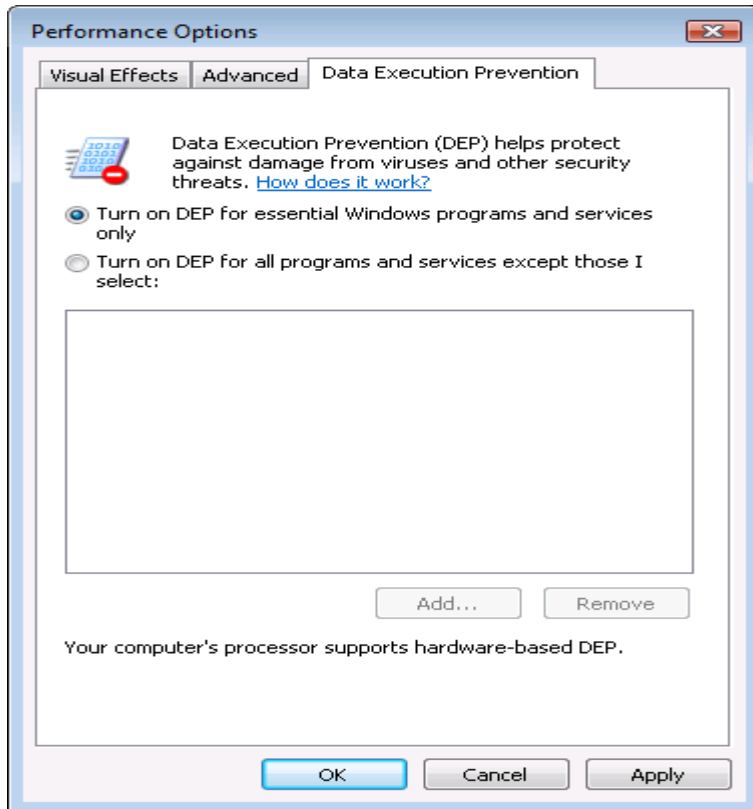 Performance Options
Visual Effects
Advanced
Data Execution Prevention
Data Execution Prevention (DEP) helps protect
against damage from viruses and other security
threats. How does it work?
Turn on DEP for essential Windows programs and services
only
Turn on DEP for all programs and services except those I
select:
Add...
Remove
Your computer's processor supports hardware-based DEP.
OK
Cancel
Apply